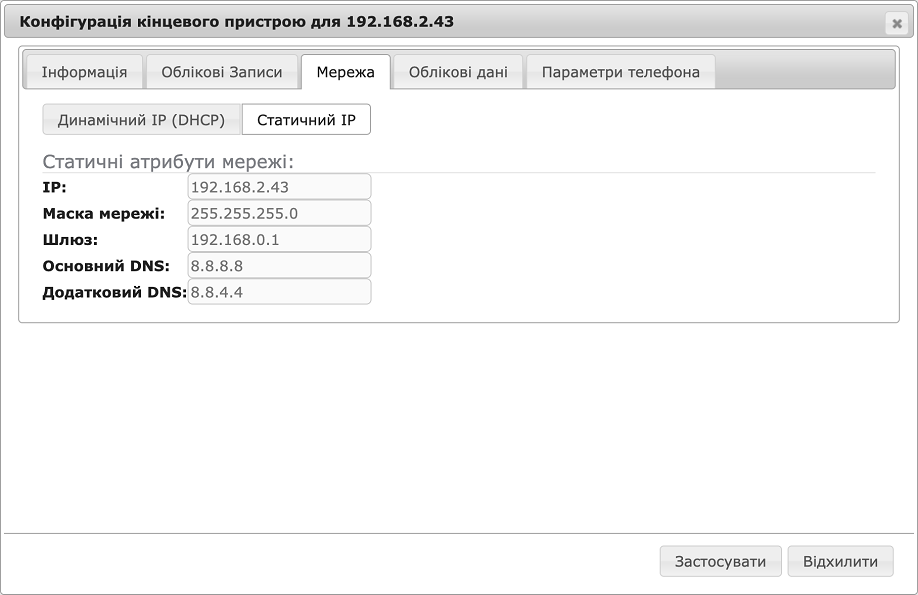 Конфігурація кінцевого пристрою для 192.168.2.43
Інформація Облікові Записи Мережа Облікові дані Параметри телефона
Динамічний IP (DHCP) Статичний IP
Статичні атрибути мережі:
IP: 192.168.2.43
Маска мережі: 255.255.255.0
Шлюз: 192.168.0.1
Основний DNS: 8.8.8.8
Додатковий DNS: 8.8.4.4
Застосувати Відхилити